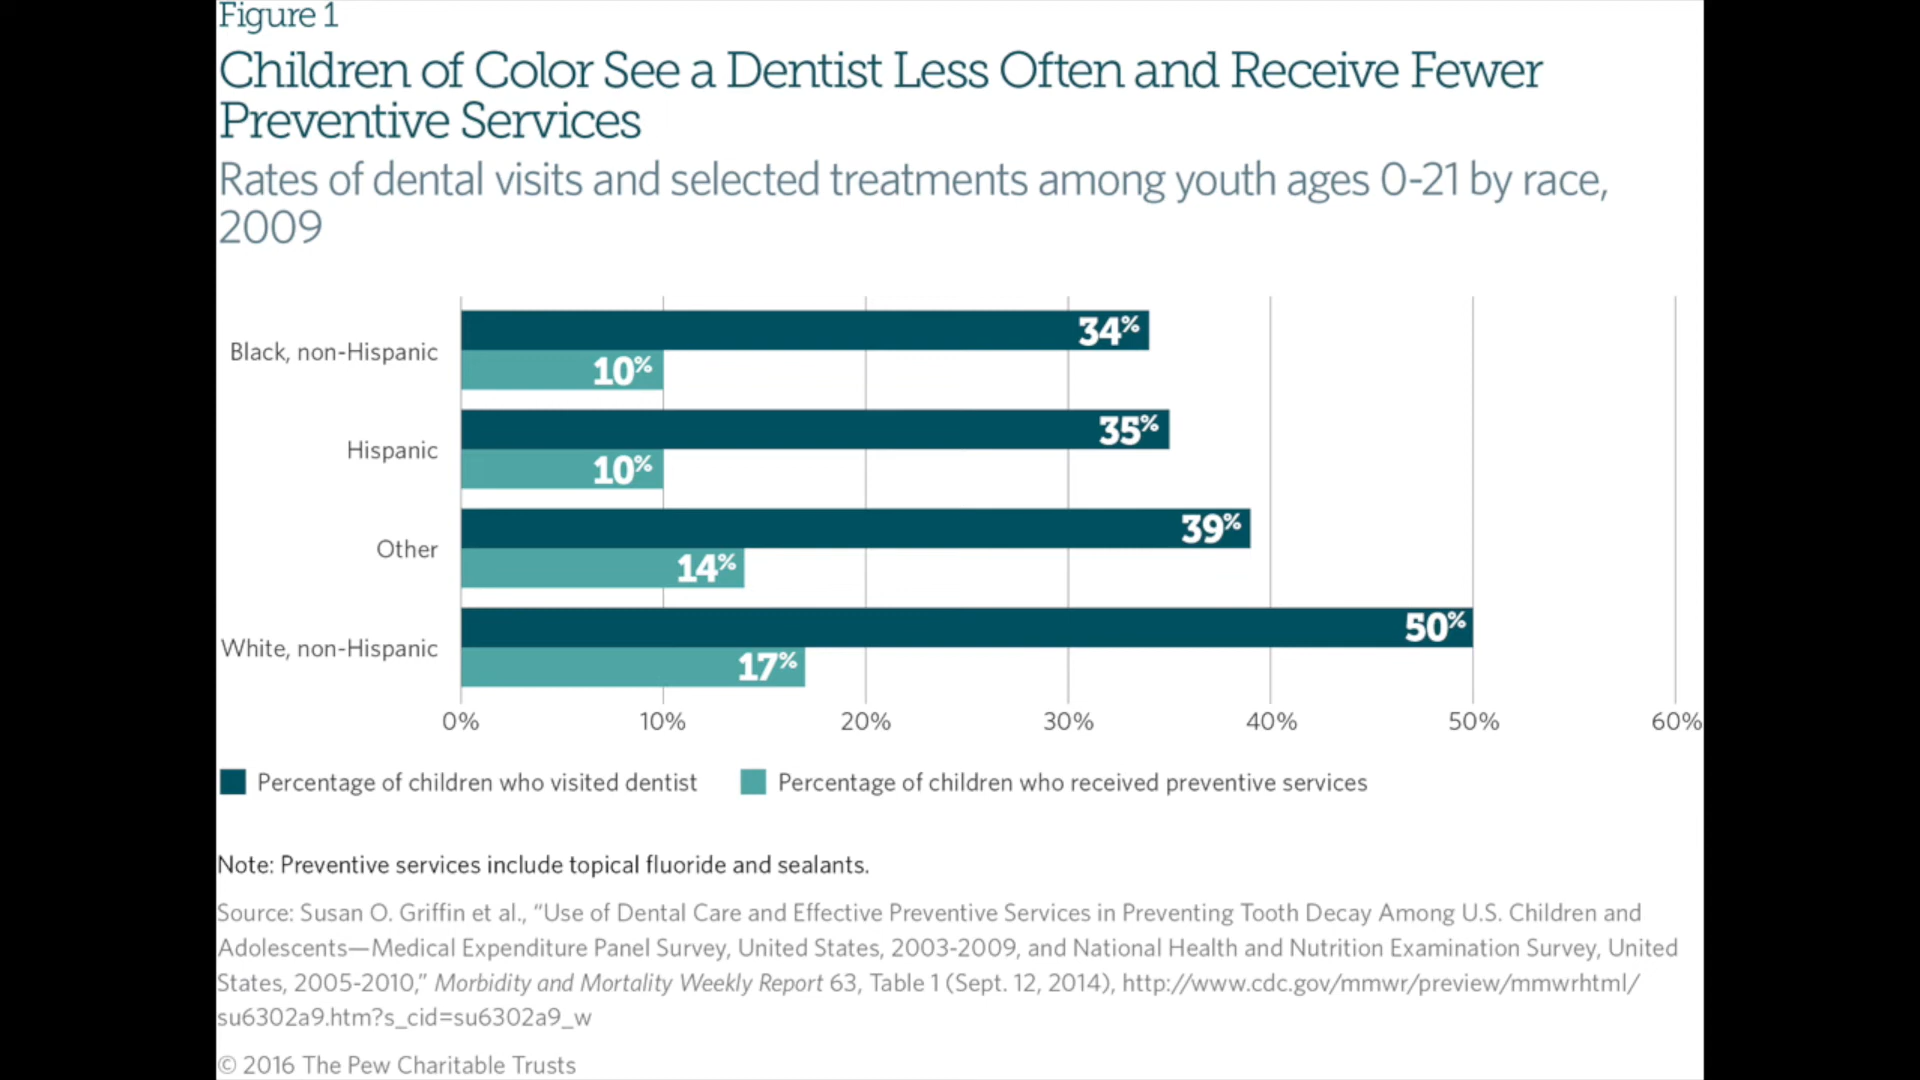 Figure 1
Children of Color See a Dentist Less Often and Receive Fewer
Preventive Services
Rates of dental visits and selected treatments among youth ages 0-21 by race,
2009
Black, non-Hispanic
34%
10%
Hispanic
35%
10%
Other
39%
14%
White, non-Hispanic
50%
17%
0% 10% 20% 30% 40% 50% 60%
Percentage of children who visited dentist Percentage of children who received preventive services
Note: Preventive services include topical fluoride and sealants.
Source: Susan O. Griffin et al., “Use of Dental Care and Effective Preventive Services in Preventing Tooth Decay Among U.S. Children and
Adolescents—Medical Expenditure Panel Survey, United States, 2003-2009, and National Health and Nutrition Examination Survey, United
States, 2005-2010,” Morbidity and Mortality Weekly Report 63, Table 1 (Sept. 12, 2014), http://www.cdc.gov/mmwr/preview/mmwrhtml/
su6302a9.htm?s_cid=su6302a9_w
© 2016 The Pew Charitable Trusts